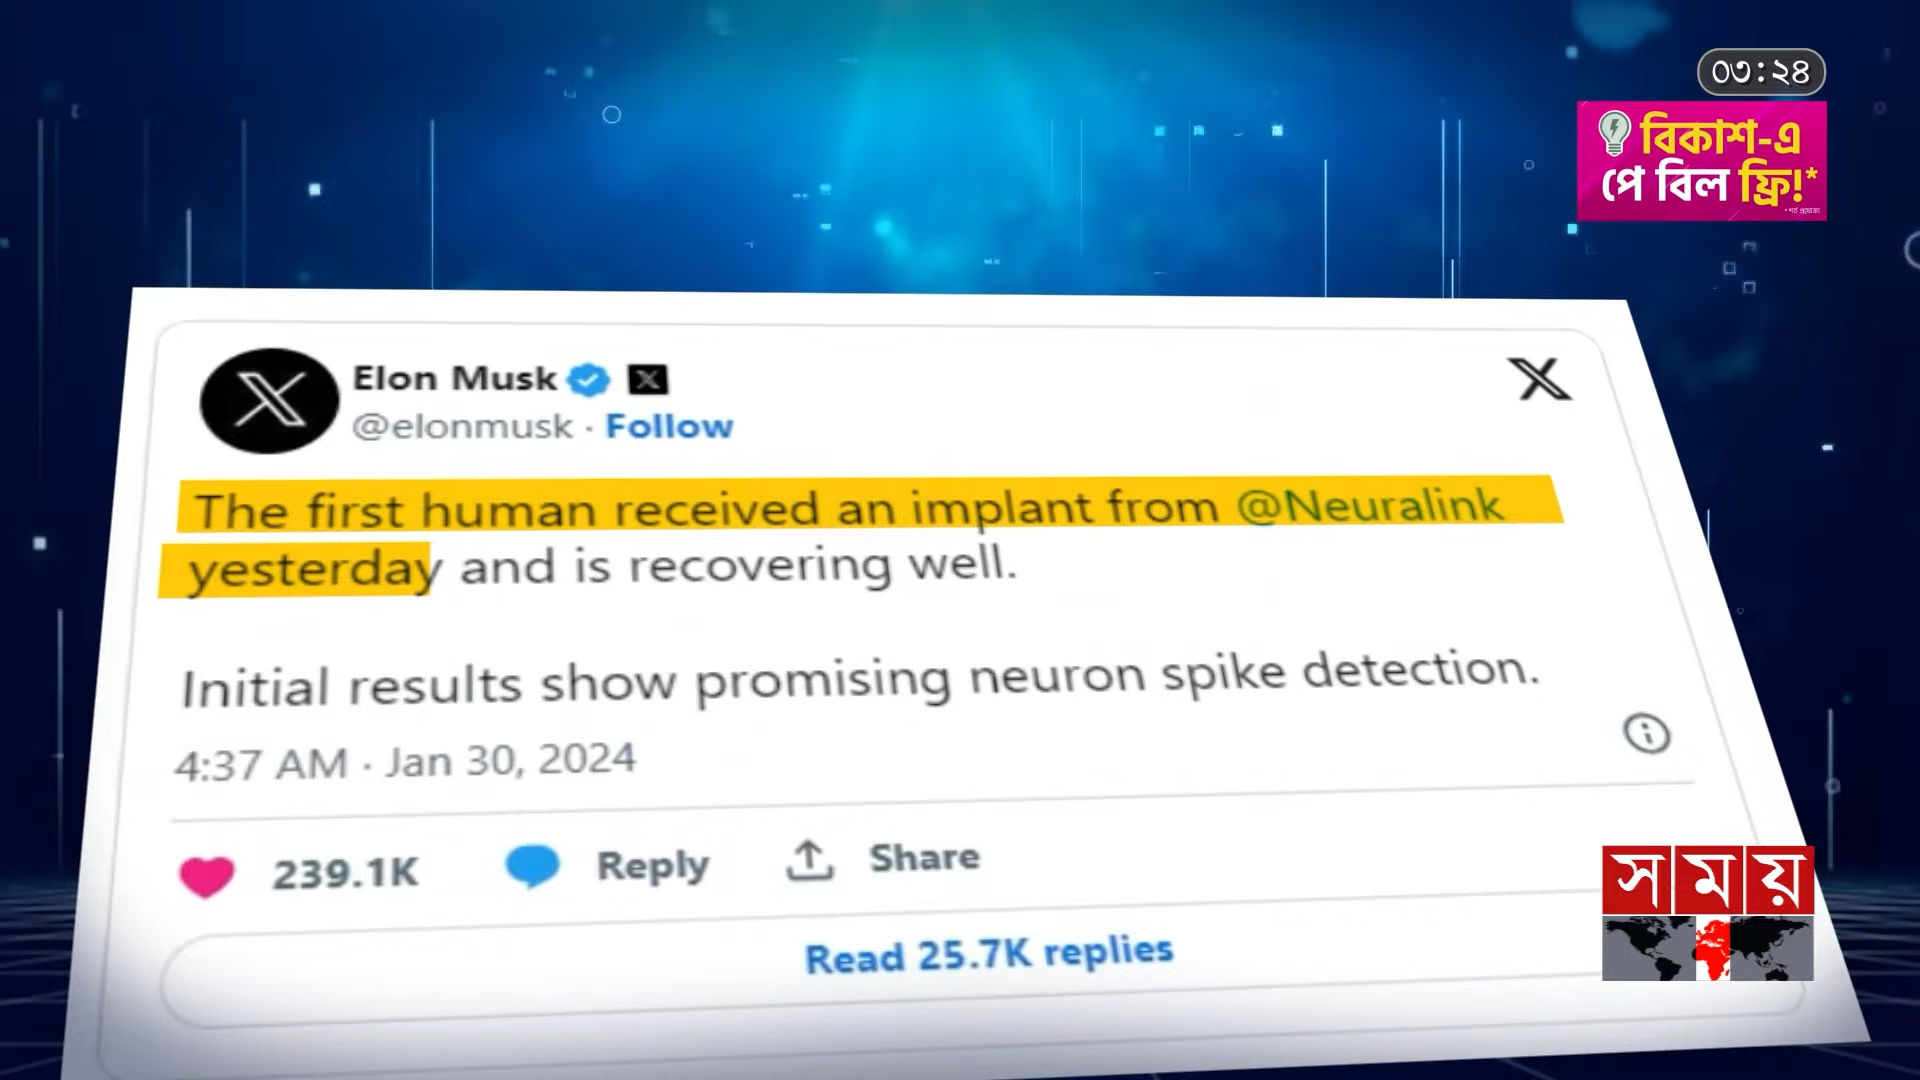 ০৩:২৪
বিকাশ-এ
পে বিল ফ্রি!*
*শর্ত প্রযোজ্য
Elon Musk
@elonmusk · Follow
The first human received an implant from @Neuralink
yesterday and is recovering well.
Initial results show promising neuron spike detection.
4:37 AM · Jan 30, 2024
239.1K Reply Share
Read 25.7K replies
সময়